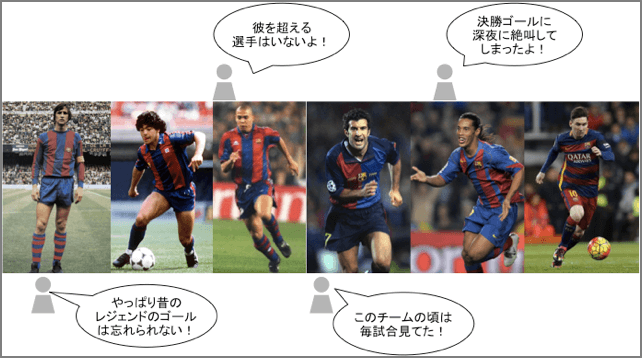 彼を超える
選手はいないよ！
決勝ゴールに
深夜に絶叫して
しまったよ！
QATAR
10
やっぱり昔の
レジェンドのゴール
は忘れられない！
このチームの頃は
毎試合見てた！